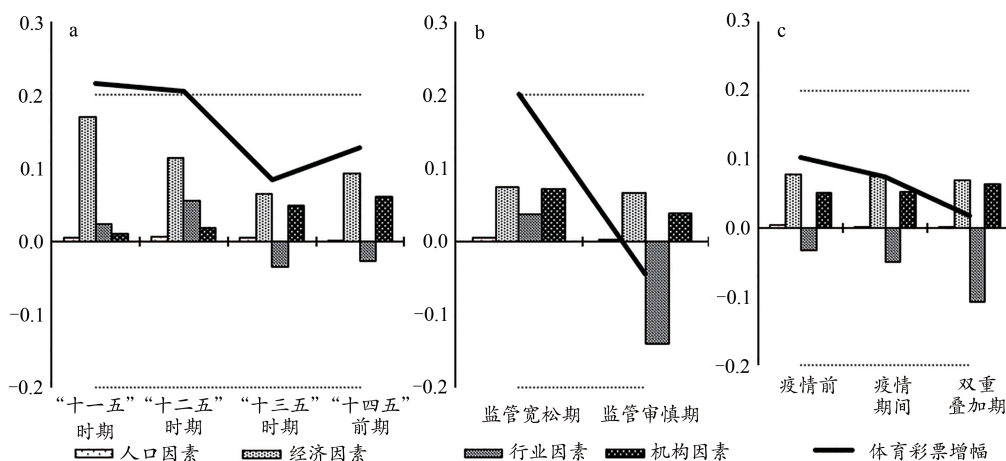 a
0.3
0.2
0.1
0.0
−0.1
−0.2
“十一五”
时期
“十二五”
时期
“十三五”
时期
“十四五”
前期
b
0.3
0.2
0.1
0.0
−0.1
−0.2
监管宽松期
监管审慎期
c
0.3
0.2
0.1
0.0
−0.1
−0.2
疫情前
疫情
期间
双重
叠加期
人口因素 经济因素 行业因素 机构因素 体育彩票增幅